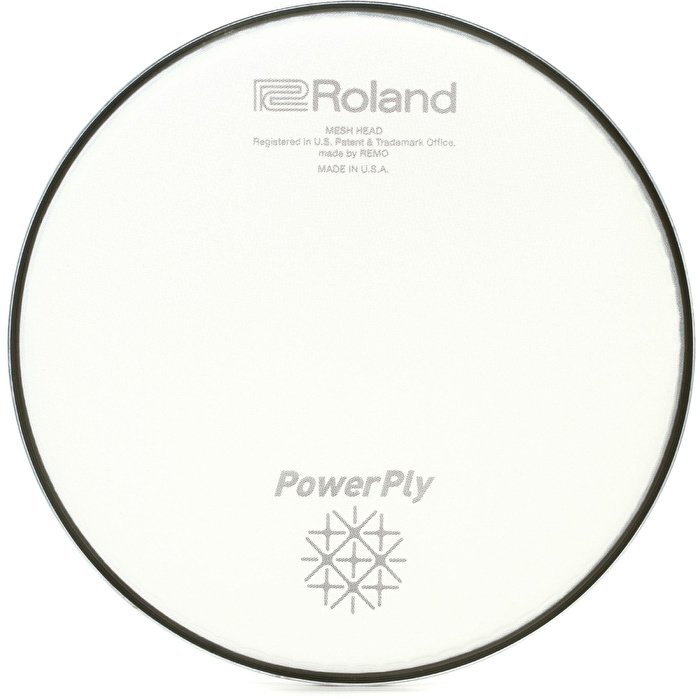 Roland
MESH HEAD
Registered in U.S. Patent & Trademark Office.
made by REMO
MADE IN U.S.A.
PowerPly